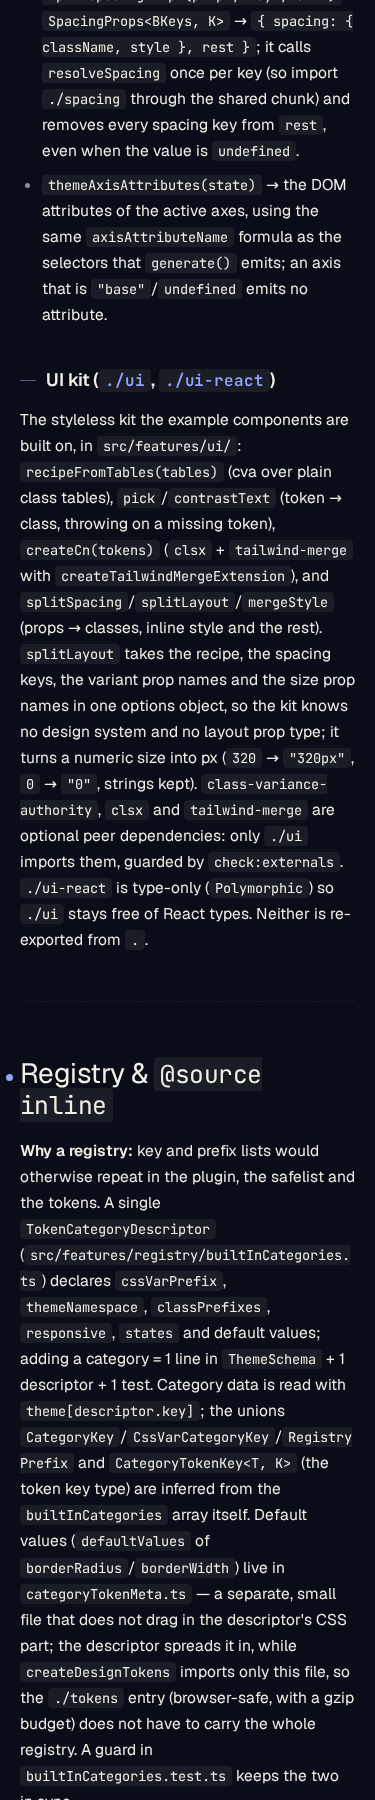 SpacingProps<BKeys, K> → { spacing: {
className, style }, rest } ; it calls
resolveSpacing once per key (so import
./spacing through the shared chunk) and
removes every spacing key from rest ,
even when the value is undefined .
themeAxisAttributes(state) → the DOM
attributes of the active axes, using the
same axisAttributeName formula as the
selectors that generate() emits; an axis
that is "base" / undefined emits no
attribute.
— UI kit ( ./ui , ./ui-react )
The styleless kit the example components are
built on, in src/features/ui/ :
recipeFromTables(tables) (cva over plain
class tables), pick / contrastText (token →
class, throwing on a missing token),
createCn(tokens) ( clsx + tailwind-merge
with createTailwindMergeExtension ), and
splitSpacing / splitLayout / mergeStyle
(props → classes, inline style and the rest).
splitLayout takes the recipe, the spacing
keys, the variant prop names and the size prop
names in one options object, so the kit knows
no design system and no layout prop type; it
turns a numeric size into px ( 320 → "320px" ,
0 → "0" , strings kept). class-variance-
authority , clsx and tailwind-merge are
optional peer dependencies: only ./ui
imports them, guarded by check:externals .
./ui-react is type-only ( Polymorphic ) so
./ui stays free of React types. Neither is re-
exported from . .
Registry & @source
inline
Why a registry: key and prefix lists would
otherwise repeat in the plugin, the safelist and
the tokens. A single
TokenCategoryDescriptor
( src/features/registry/builtInCategories.
ts ) declares cssVarPrefix ,
themeNamespace , classPrefixes ,
responsive , states and default values;
adding a category = 1 line in ThemeSchema + 1
descriptor + 1 test. Category data is read with
theme[descriptor.key] ; the unions
CategoryKey / CssVarCategoryKey / Registry
Prefix and CategoryTokenKey<T, K> (the
token key type) are inferred from the
builtInCategories array itself. Default
values ( defaultValues of
borderRadius / borderWidth ) live in
categoryTokenMeta.ts — a separate, small
file that does not drag in the descriptor's CSS
part; the descriptor spreads it in, while
createDesignTokens imports only this file, so
the ./tokens entry (browser-safe, with a gzip
budget) does not have to carry the whole
registry. A guard in
builtInCategories.test.ts keeps the two